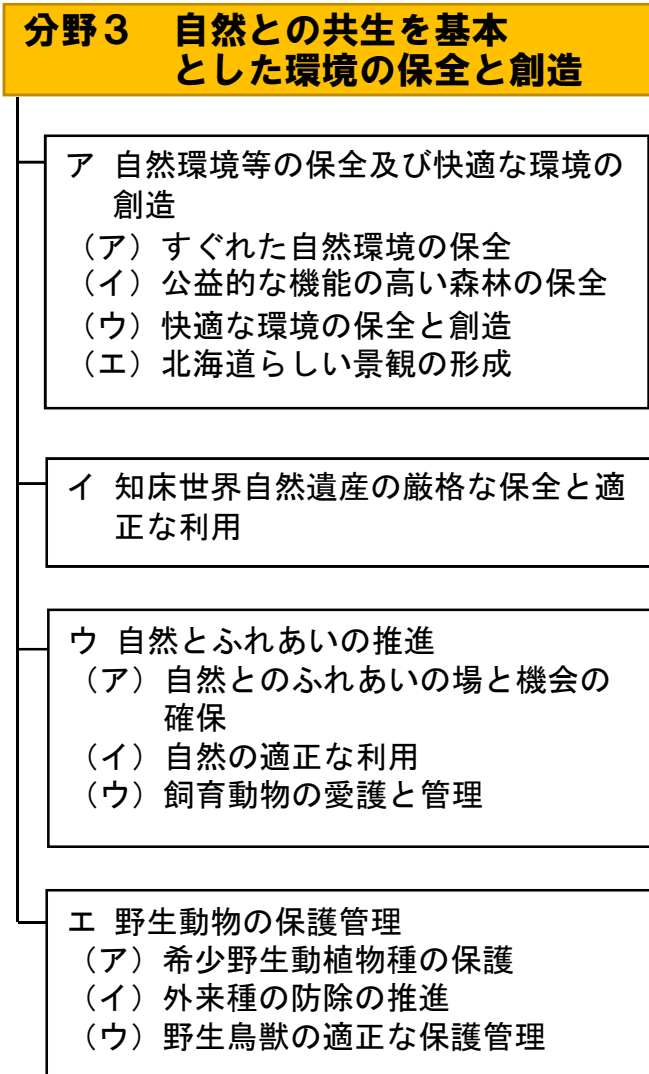 分野３　自然との共生を基本
とした環境の保全と創造
ア 自然環境等の保全及び快適な環境の
創造
（ア）すぐれた自然環境の保全
（イ）公益的な機能の高い森林の保全
（ウ）快適な環境の保全と創造
（エ）北海道らしい景観の形成
イ 知床世界自然遺産の厳格な保全と適
正な利用
ウ 自然とふれあいの推進
（ア）自然とのふれあいの場と機会の
確保
（イ）自然の適正な利用
（ウ）飼育動物の愛護と管理
エ 野生動物の保護管理
（ア）希少野生動植物種の保護
（イ）外来種の防除の推進
（ウ）野生鳥獣の適正な保護管理